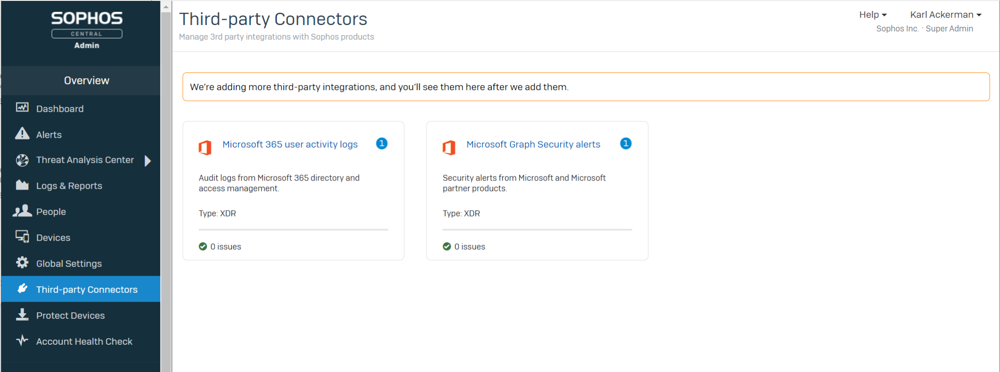 SOPHOS
CENTRAL
Admin
Overview
Dashboard
Alerts
Threat Analysis Center
Logs & Reports
People
Devices
Global Settings
Third-party Connectors
Protect Devices
Account Health Check
Third-party Connectors
Manage 3rd party integrations with Sophos products
Help
Karl Ackerman
Sophos Inc. · Super Admin
We’re adding more third-party integrations, and you’ll see them here after we add them.
Microsoft 365 user activity logs 1
Audit logs from Microsoft 365 directory and
access management.
Type: XDR
0 issues
Microsoft Graph Security alerts 1
Security alerts from Microsoft and Microsoft
partner products.
Type: XDR
0 issues